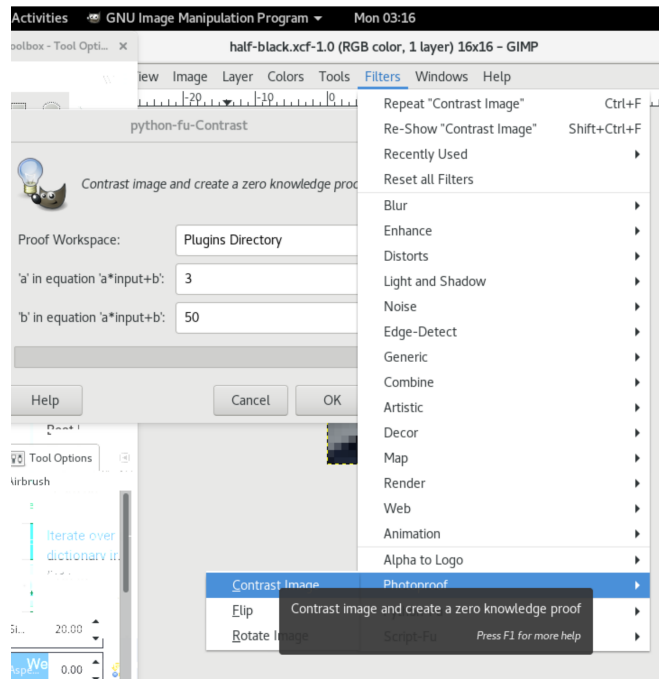 Activities GNU Image Manipulation Program Mon 03:16
oolbox - Tool Opti... × half-black.xcf-1.0 (RGB color, 1 layer) 16x16 – GIMP
iew Image Layer Colors Tools Filters Windows Help
-20 -10 0
Repeat "Contrast Image" Ctrl+F
Re-Show "Contrast Image" Shift+Ctrl+F
Recently Used
Reset all Filters
Blur
Enhance
Distorts
Light and Shadow
Noise
Edge-Detect
Generic
Combine
Artistic
Decor
Map
Render
Web
Animation
Alpha to Logo
Photoproof
Script-Fu
python-fu-Contrast
Contrast image and create a zero knowledge proo
Proof Workspace: Plugins Directory
'a' in equation 'a*input+b': 3
'b' in equation 'a*input+b': 50
Help Cancel OK
Tool Options
Airbrush
Iterate over
dictionary in
Si... 20.00
Aspe... We 0.00
Contrast Image
Flip
Rotate Image
Contrast image and create a zero knowledge proof
Press F1 for more help